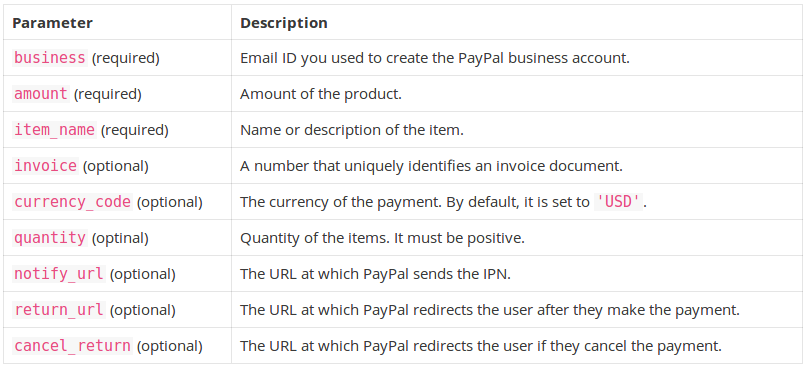 Parameter Description
business (required) Email ID you used to create the PayPal business account.
amount (required) Amount of the product.
item_name (required) Name or description of the item.
invoice (optional) A number that uniquely identifies an invoice document.
currency_code (optional) The currency of the payment. By default, it is set to 'USD'.
quantity (optinal) Quantity of the items. It must be positive.
notify_url (optional) The URL at which PayPal sends the IPN.
return_url (optional) The URL at which PayPal redirects the user after they make the payment.
cancel_return (optional) The URL at which PayPal redirects the user if they cancel the payment.